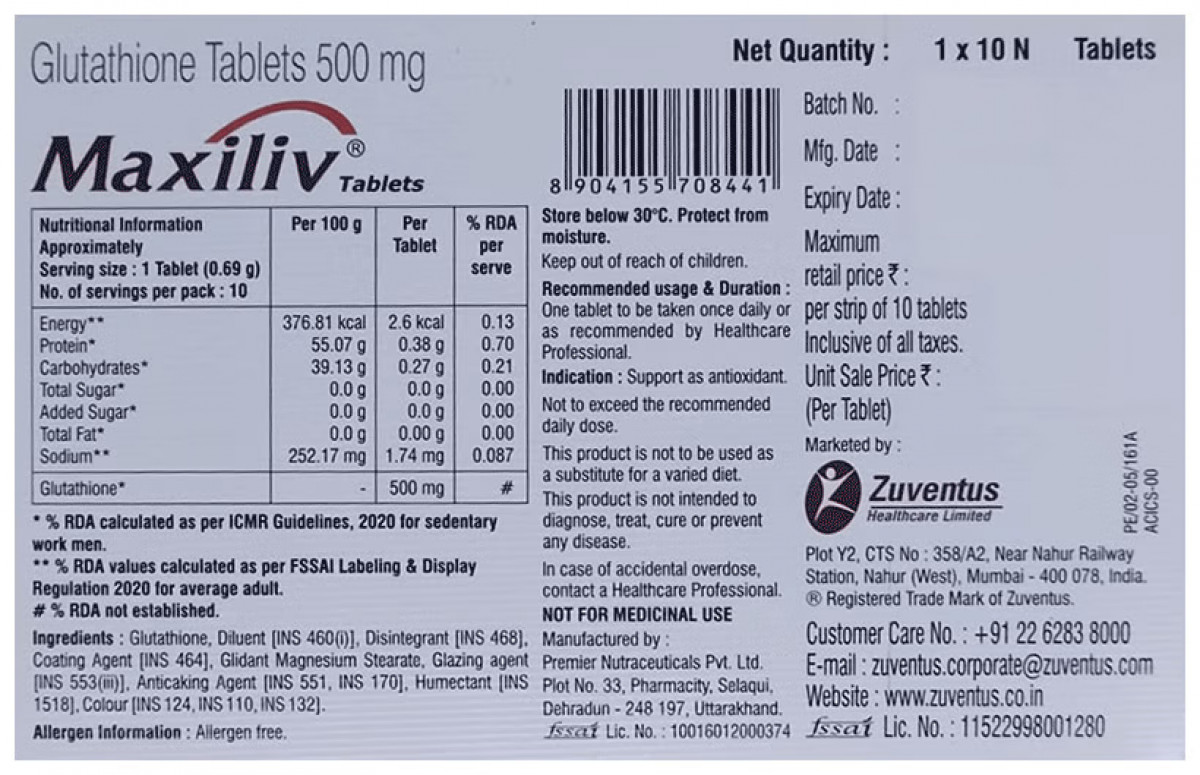 Glutathione Tablets 500 mg
Maxiliv® Tablets
Nutritional Information Approximately Serving size : 1 Tablet (0.69 g) No. of servings per pack : 10 | Per 100 g | Per Tablet | % RDA per serve
Energy** 376.81 kcal 2.6 kcal 0.13
Protein* 55.07 g 0.38 g 0.70
Carbohydrates* 39.13 g 0.27 g 0.21
Total Sugar* 0.0 g 0.0 g 0.00
Added Sugar* 0.0 g 0.0 g 0.00
Total Fat* 0.0 g 0.00 g 0.00
Sodium** 252.17 mg 1.74 mg 0.087
Glutathione* - 500 mg #
* % RDA calculated as per ICMR Guidelines, 2020 for sedentary
work men.
** % RDA values calculated as per FSSAI Labeling & Display
Regulation 2020 for average adult.
# % RDA not established.
Ingredients : Glutathione, Diluent [INS 460(i)], Disintegrant [INS 468],
Coating Agent [INS 464], Glidant Magnesium Stearate, Glazing agent
[INS 553(iii)], Anticaking Agent [INS 551, INS 170], Humectant [INS
1518], Colour [INS 124, INS 110, INS 132].
Allergen Information : Allergen free.
8 904155 708441
Store below 30°C. Protect from
moisture.
Keep out of reach of children.
Recommended usage & Duration :
One tablet to be taken once daily or
as recommended by Healthcare
Professional.
Indication : Support as antioxidant.
Not to exceed the recommended
daily dose.
This product is not to be used as
a substitute for a varied diet.
This product is not intended to
diagnose, treat, cure or prevent
any disease.
In case of accidental overdose,
contact a Healthcare Professional.
NOT FOR MEDICINAL USE
Manufactured by :
Premier Nutraceuticals Pvt. Ltd.
Plot No. 33, Pharmacity, Selaqui,
Dehradun - 248 197, Uttarakhand.
fssai Lic. No. : 10016012000374
Net Quantity : 1 x 10 N Tablets
Batch No. :
Mfg. Date :
Expiry Date :
Maximum
retail price ₹ :
per strip of 10 tablets
Inclusive of all taxes.
Unit Sale Price ₹ :
(Per Tablet)
Marketed by :
Zuventus
Healthcare Limited
Plot Y2, CTS No : 358/A2, Near Nahur Railway
Station, Nahur (West), Mumbai - 400 078, India.
® Registered Trade Mark of Zuventus.
Customer Care No. : +91 22 6283 8000
E-mail : zuventus.corporate@zuventus.com
Website : www.zuventus.co.in
fssai Lic. No. : 11522998001280
PE/02-05/161A
ACICS-00